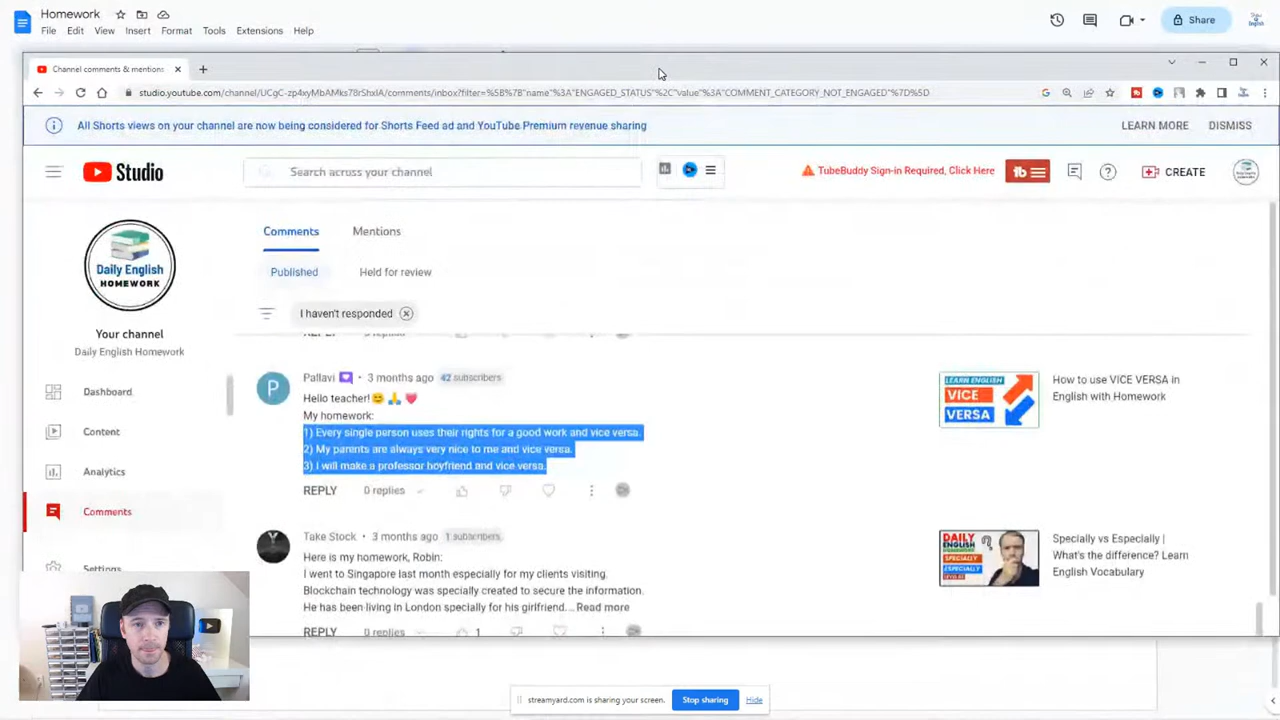 Homework
File Edit View Insert Format Tools Extensions Help
Share
Channel comments & mentions
studio.youtube.com/channel/UCgC-zp4xyMbAMks78rShxlA/comments/inbox?filter=%5B%7B"name"%3A"ENGAGED_STATUS"%2C"value"%3A"COMMENT_CATEGORY_NOT_ENGAGED"%7D%5D
All Shorts views on your channel are now being considered for Shorts Feed ad and YouTube Premium revenue sharing
LEARN MORE DISMISS
Studio
Search across your channel
TubeBuddy Sign-in Required, Click Here
tb
CREATE
Daily English
HOMEWORK
Your channel
Daily English Homework
Dashboard
Content
Analytics
Comments
Settings
Comments Mentions
Published Held for review
I haven't responded
Pallavi • 3 months ago 42 subscribers
Hello teacher!😊🙏💗
My homework:
1) Every single person uses their rights for a good work and vice versa.
2) My parents are always very nice to me and vice versa.
3) I will make a professor boyfriend and vice versa.
REPLY 0 replies
LEARN ENGLISH
VICE
VERSA
How to use VICE VERSA in
English with Homework
Take Stock • 3 months ago 1 subscribers
Here is my homework, Robin:
I went to Singapore last month especially for my clients visiting.
Blockchain technology was specially created to secure the information.
He has been living in London specially for his girlfriend... Read more
REPLY 0 replies 1
DAILY
ENGLISH
SPECIALLY
ESPECIALLY
Specially vs Especially |
What's the difference? Learn
English Vocabulary
streamyard.com is sharing your screen.
Stop sharing
Hide